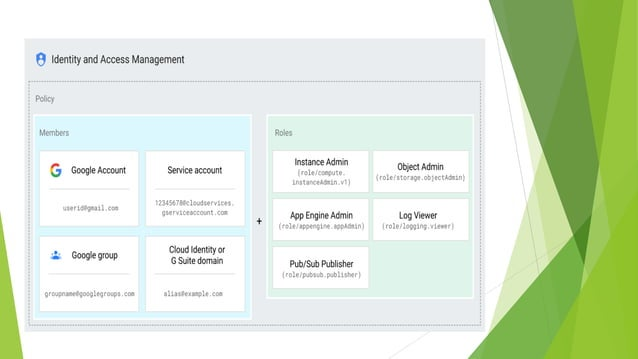 Identity and Access Management
Policy
Members
Google Account
userid@gmail.com
Service account
12345678@cloudservices.
gserviceaccount.com
Google group
groupname@googlegroups.com
Cloud Identity or
G Suite domain
alias@example.com
+
Roles
Instance Admin
(role/compute.
instanceAdmin.v1)
Object Admin
(role/storage.objectAdmin)
App Engine Admin
(role/appengine.appAdmin)
Log Viewer
(role/logging.viewer)
Pub/Sub Publisher
(role/pubsub.publisher)